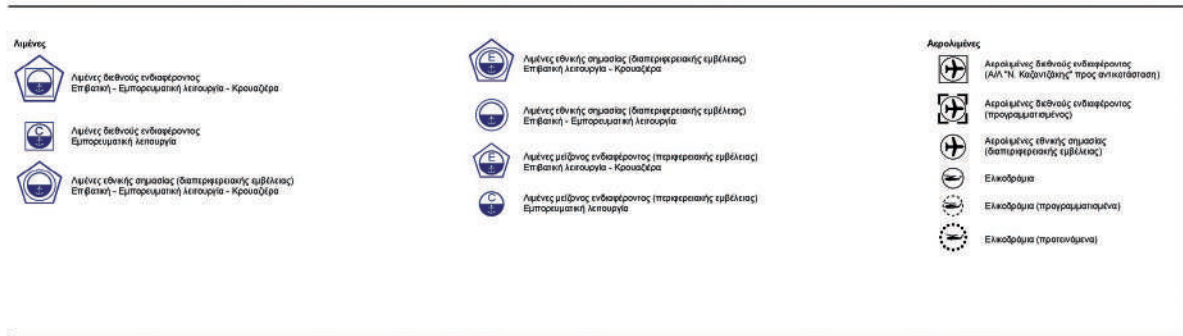 Λιμένες
Λιμένες διεθνούς ενδιαφέροντος
Επιβατική - Εμπορευματική λειτουργία - Κρουαζιέρα
C
Λιμένες διεθνούς ενδιαφέροντος
Εμπορευματική λειτουργία
Λιμένες εθνικής σημασίας (διαπεριφερειακής εμβέλειας)
Επιβατική - Εμπορευματική λειτουργία - Κρουαζιέρα
E
Λιμένες εθνικής σημασίας (διαπεριφερειακής εμβέλειας)
Επιβατική λειτουργία - Κρουαζιέρα
Λιμένες εθνικής σημασίας (διαπεριφερειακής εμβέλειας)
Επιβατική - Εμπορευματική λειτουργία
E
Λιμένες μείζονος ενδιαφέροντος (περιφερειακής εμβέλειας)
Επιβατική λειτουργία - Κρουαζιέρα
C
Λιμένες μείζονος ενδιαφέροντος (περιφερειακής εμβέλειας)
Εμπορευματική λειτουργία
Αερολιμένες
Αερολιμένες διεθνούς ενδιαφέροντος
(Α/Λ "Ν. Καζαντζάκης" προς αντικατάσταση)
Αερολιμένες διεθνούς ενδιαφέροντος
(προγραμματισμένος)
Αερολιμένες εθνικής σημασίας
(διαπεριφερειακής εμβέλειας)
Ελικοδρόμια
Ελικοδρόμια (προγραμματισμένα)
Ελικοδρόμια (προτεινόμενα)